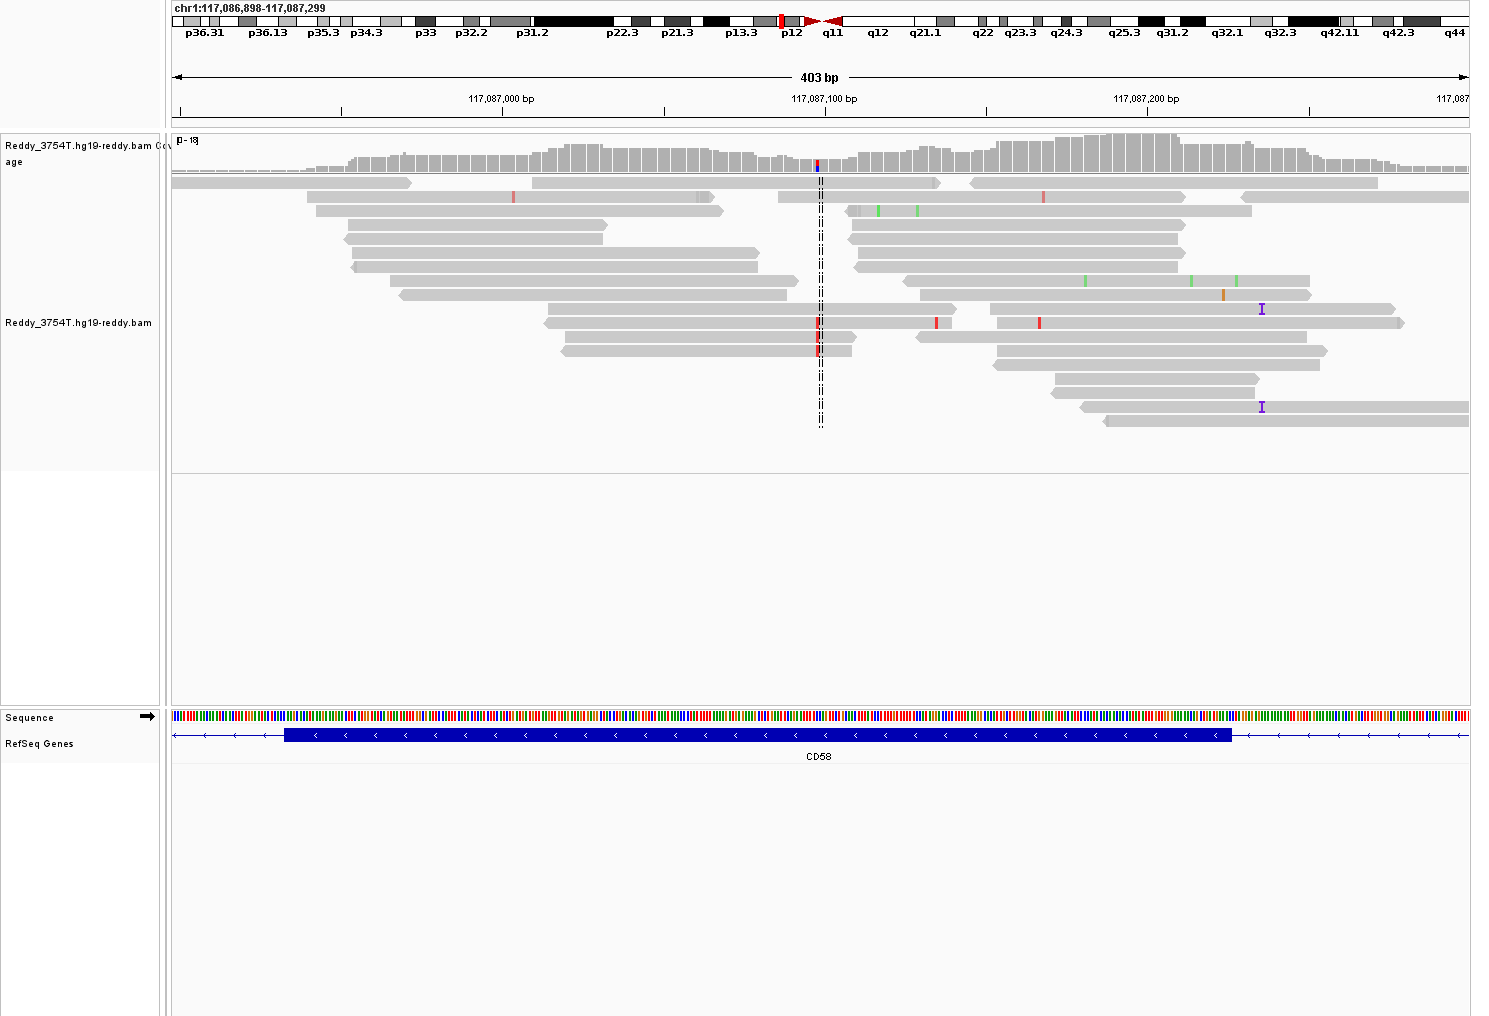 chr1:117,086,898-117,087,299
p36.31 p36.13 p35.3 p34.3 p33 p32.2 p31.2 p22.3 p21.3 p13.3 p12 q11 q12 q21.1 q22 q23.3 q24.3 q25.3 q31.2 q32.1 q32.3 q42.11 q42.3 q44
403 bp
117,087,000 bp 117,087,100 bp 117,087,200 bp 117,087
Reddy_3754T.hg19-reddy.bam Cov
age
[0 - 18]
Reddy_3754T.hg19-reddy.bam
Sequence
RefSeq Genes
CD58